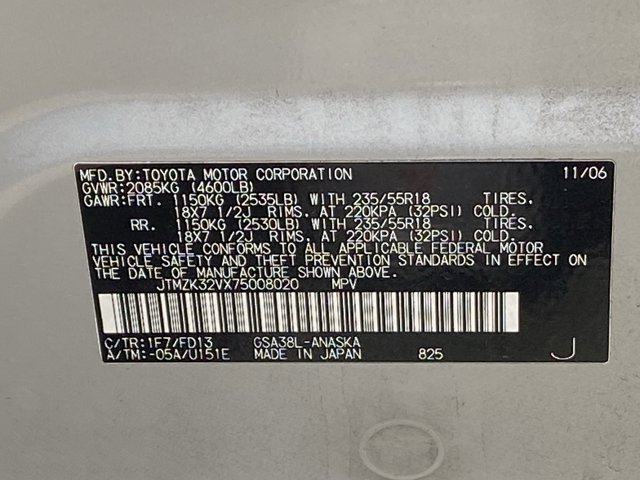 MFD. BY: TOYOTA MOTOR CORPORATION 11/06
GVWR: 2085KG (4600LB)
GAWR: FRT. 1150KG (2535LB) WITH 235/55R18 TIRES.
18X7 1/2J RIMS. AT 220KPA (32PSI) COLD.
RR. 1150KG (2530LB) WITH 235/55R18 TIRES.
18X7 1/2J RIMS. AT 220KPA (32PSI) COLD.
THIS VEHICLE CONFORMS TO ALL APPLICABLE FEDERAL MOTOR
VEHICLE SAFETY AND THEFT PREVENTION STANDARDS IN EFFECT ON
THE DATE OF MANUFACTURE SHOWN ABOVE.
JTMZK32VX75008020 MPV
C/TR: 1F7/FD13 GSA38L-ANASKA
A/TM: -05A/U151E MADE IN JAPAN 825 J